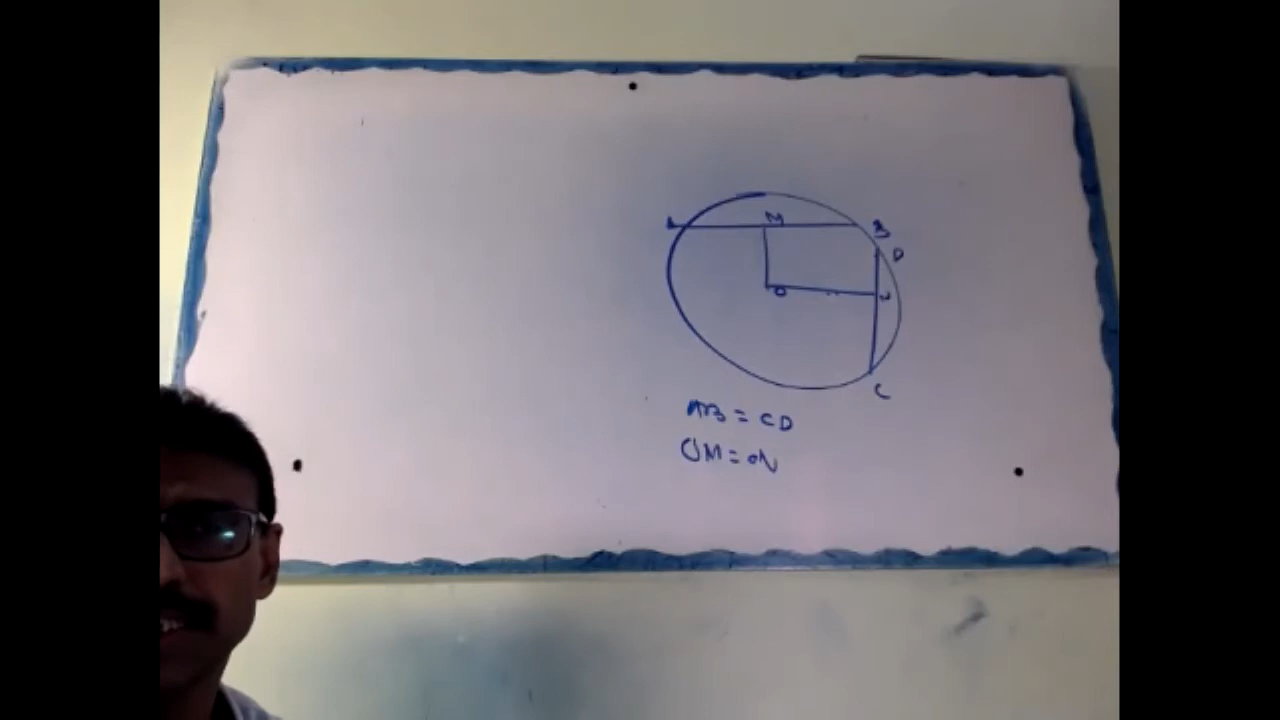 A M B
D
O N
C
AB = CD
OM = ON